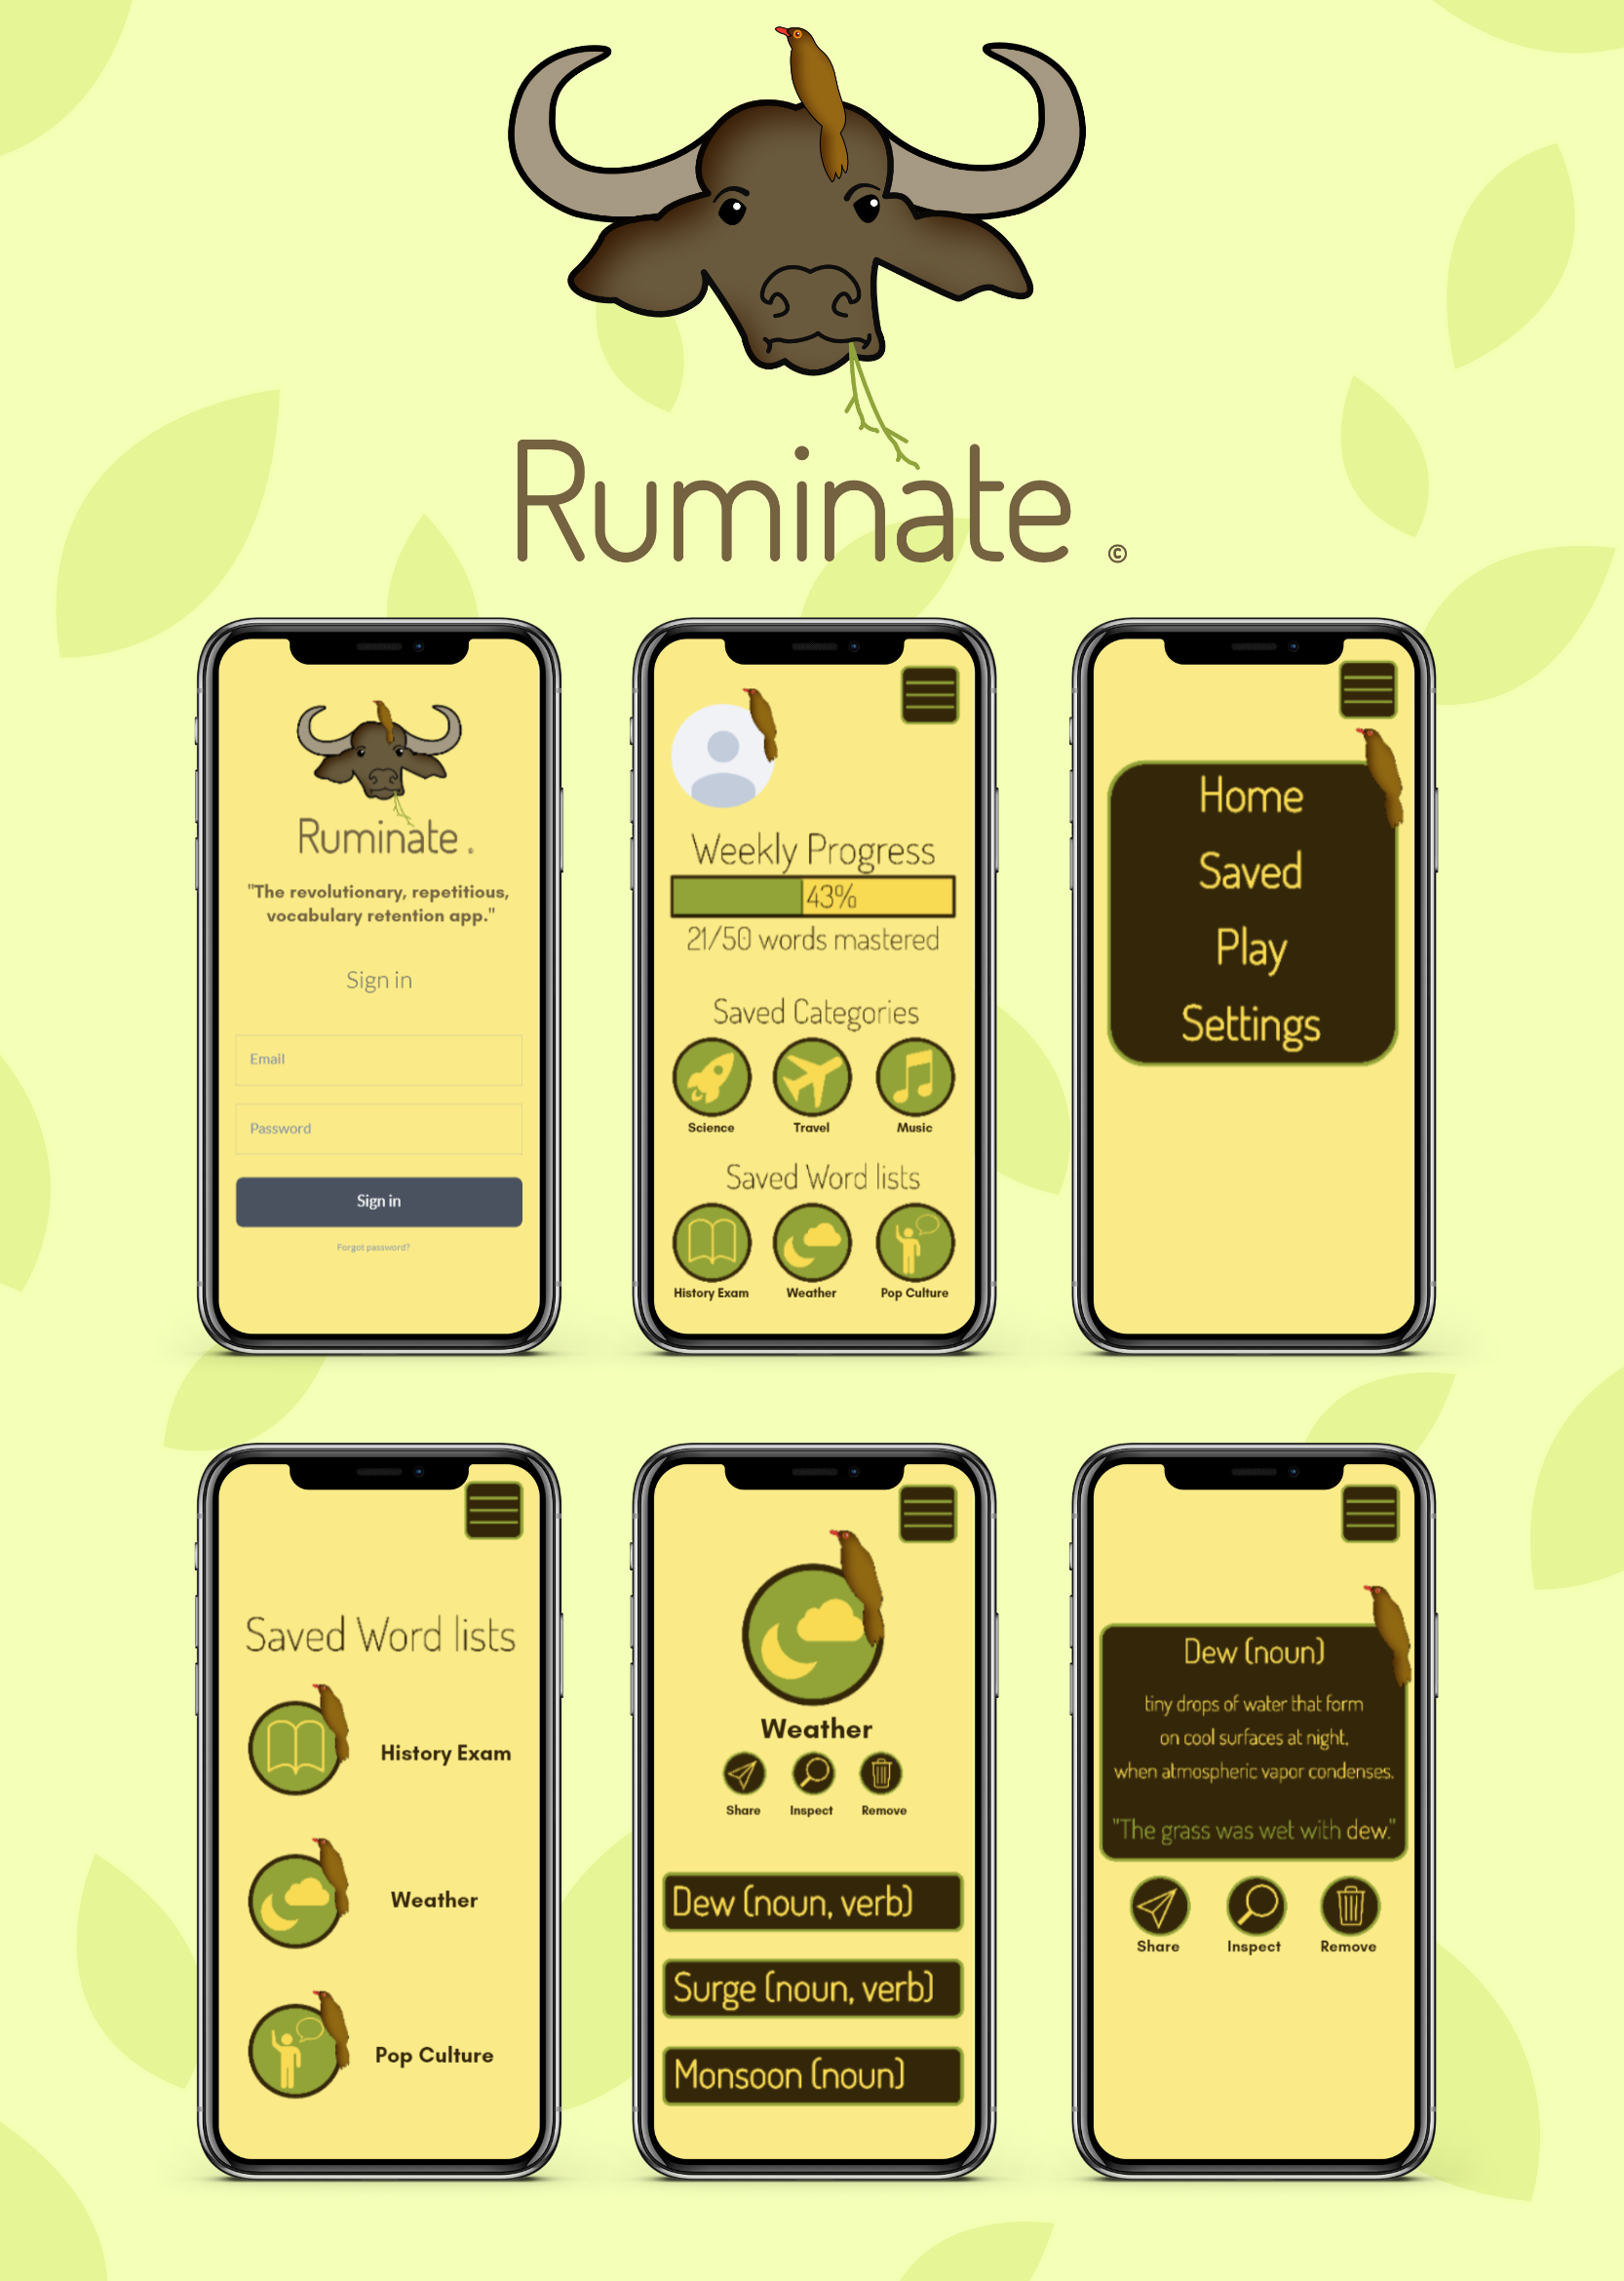 Ruminate ©
Ruminate ©
"The revolutionary, repetitious,
vocabulary retention app."
Sign in
Email
Password
Sign in
Forgot password?
Weekly Progress
43%
21/50 words mastered
Saved Categories
Science Travel Music
Saved Word lists
History Exam Weather Pop Culture
Home
Saved
Play
Settings
Saved Word lists
History Exam
Weather
Pop Culture
Weather
Share Inspect Remove
Dew (noun, verb)
Surge (noun, verb)
Monsoon (noun)
Dew (noun)
tiny drops of water that form
on cool surfaces at night,
when atmospheric vapor condenses.
"The grass was wet with dew."
Share Inspect Remove